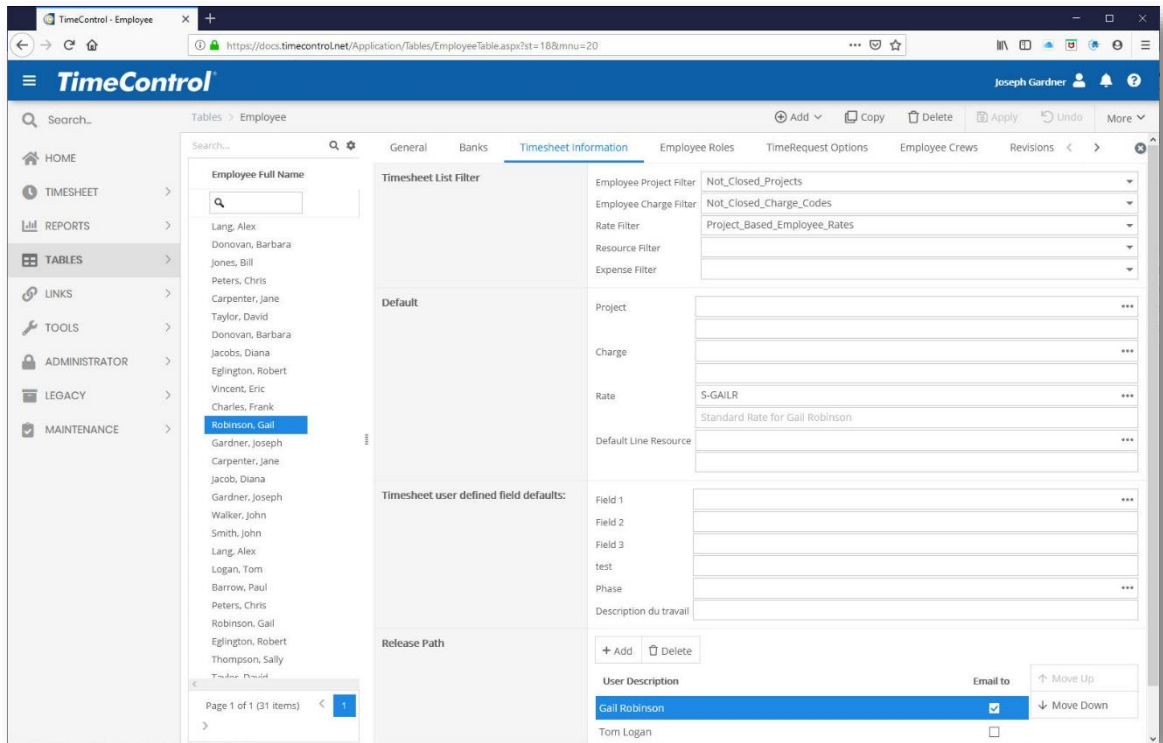 TimeControl - Employee
https://docs.timecontrol.net/Application/Tables/EmployeeTable.aspx?st=18&mnu=20
TimeControl
Joseph Gardner
Search...
HOME
TIMESHEET
REPORTS
TABLES
LINKS
TOOLS
ADMINISTRATOR
LEGACY
MAINTENANCE
Tables > Employee
Add
Copy
Delete
Apply
Undo
More
Search...
Employee Full Name
Lang, Alex
Donovan, Barbara
Jones, Bill
Peters, Chris
Carpenter, Jane
Taylor, David
Donovan, Barbara
Jacobs, Diana
Eglington, Robert
Vincent, Eric
Charles, Frank
Robinson, Gail
Gardner, Joseph
Carpenter, Jane
Jacob, Diana
Gardner, Joseph
Walker, John
Smith, John
Lang, Alex
Logan, Tom
Barrow, Paul
Peters, Chris
Robinson, Gail
Eglington, Robert
Thompson, Sally
Taylor, David
Page 1 of 1 (31 items)
1
General
Banks
Timesheet Information
Employee Roles
TimeRequest Options
Employee Crews
Revisions
Timesheet List Filter
Employee Project Filter Not_Closed_Projects
Employee Charge Filter Not_Closed_Charge_Codes
Rate Filter Project_Based_Employee_Rates
Resource Filter
Expense Filter
Default
Project
Charge
Rate S-GAILR
Standard Rate for Gail Robinson
Default Line Resource
Timesheet user defined field defaults:
Field 1
Field 2
Field 3
test
Phase
Description du travail
Release Path
+ Add Delete
User Description Email to
Move Up
Gail Robinson
Move Down
Tom Logan